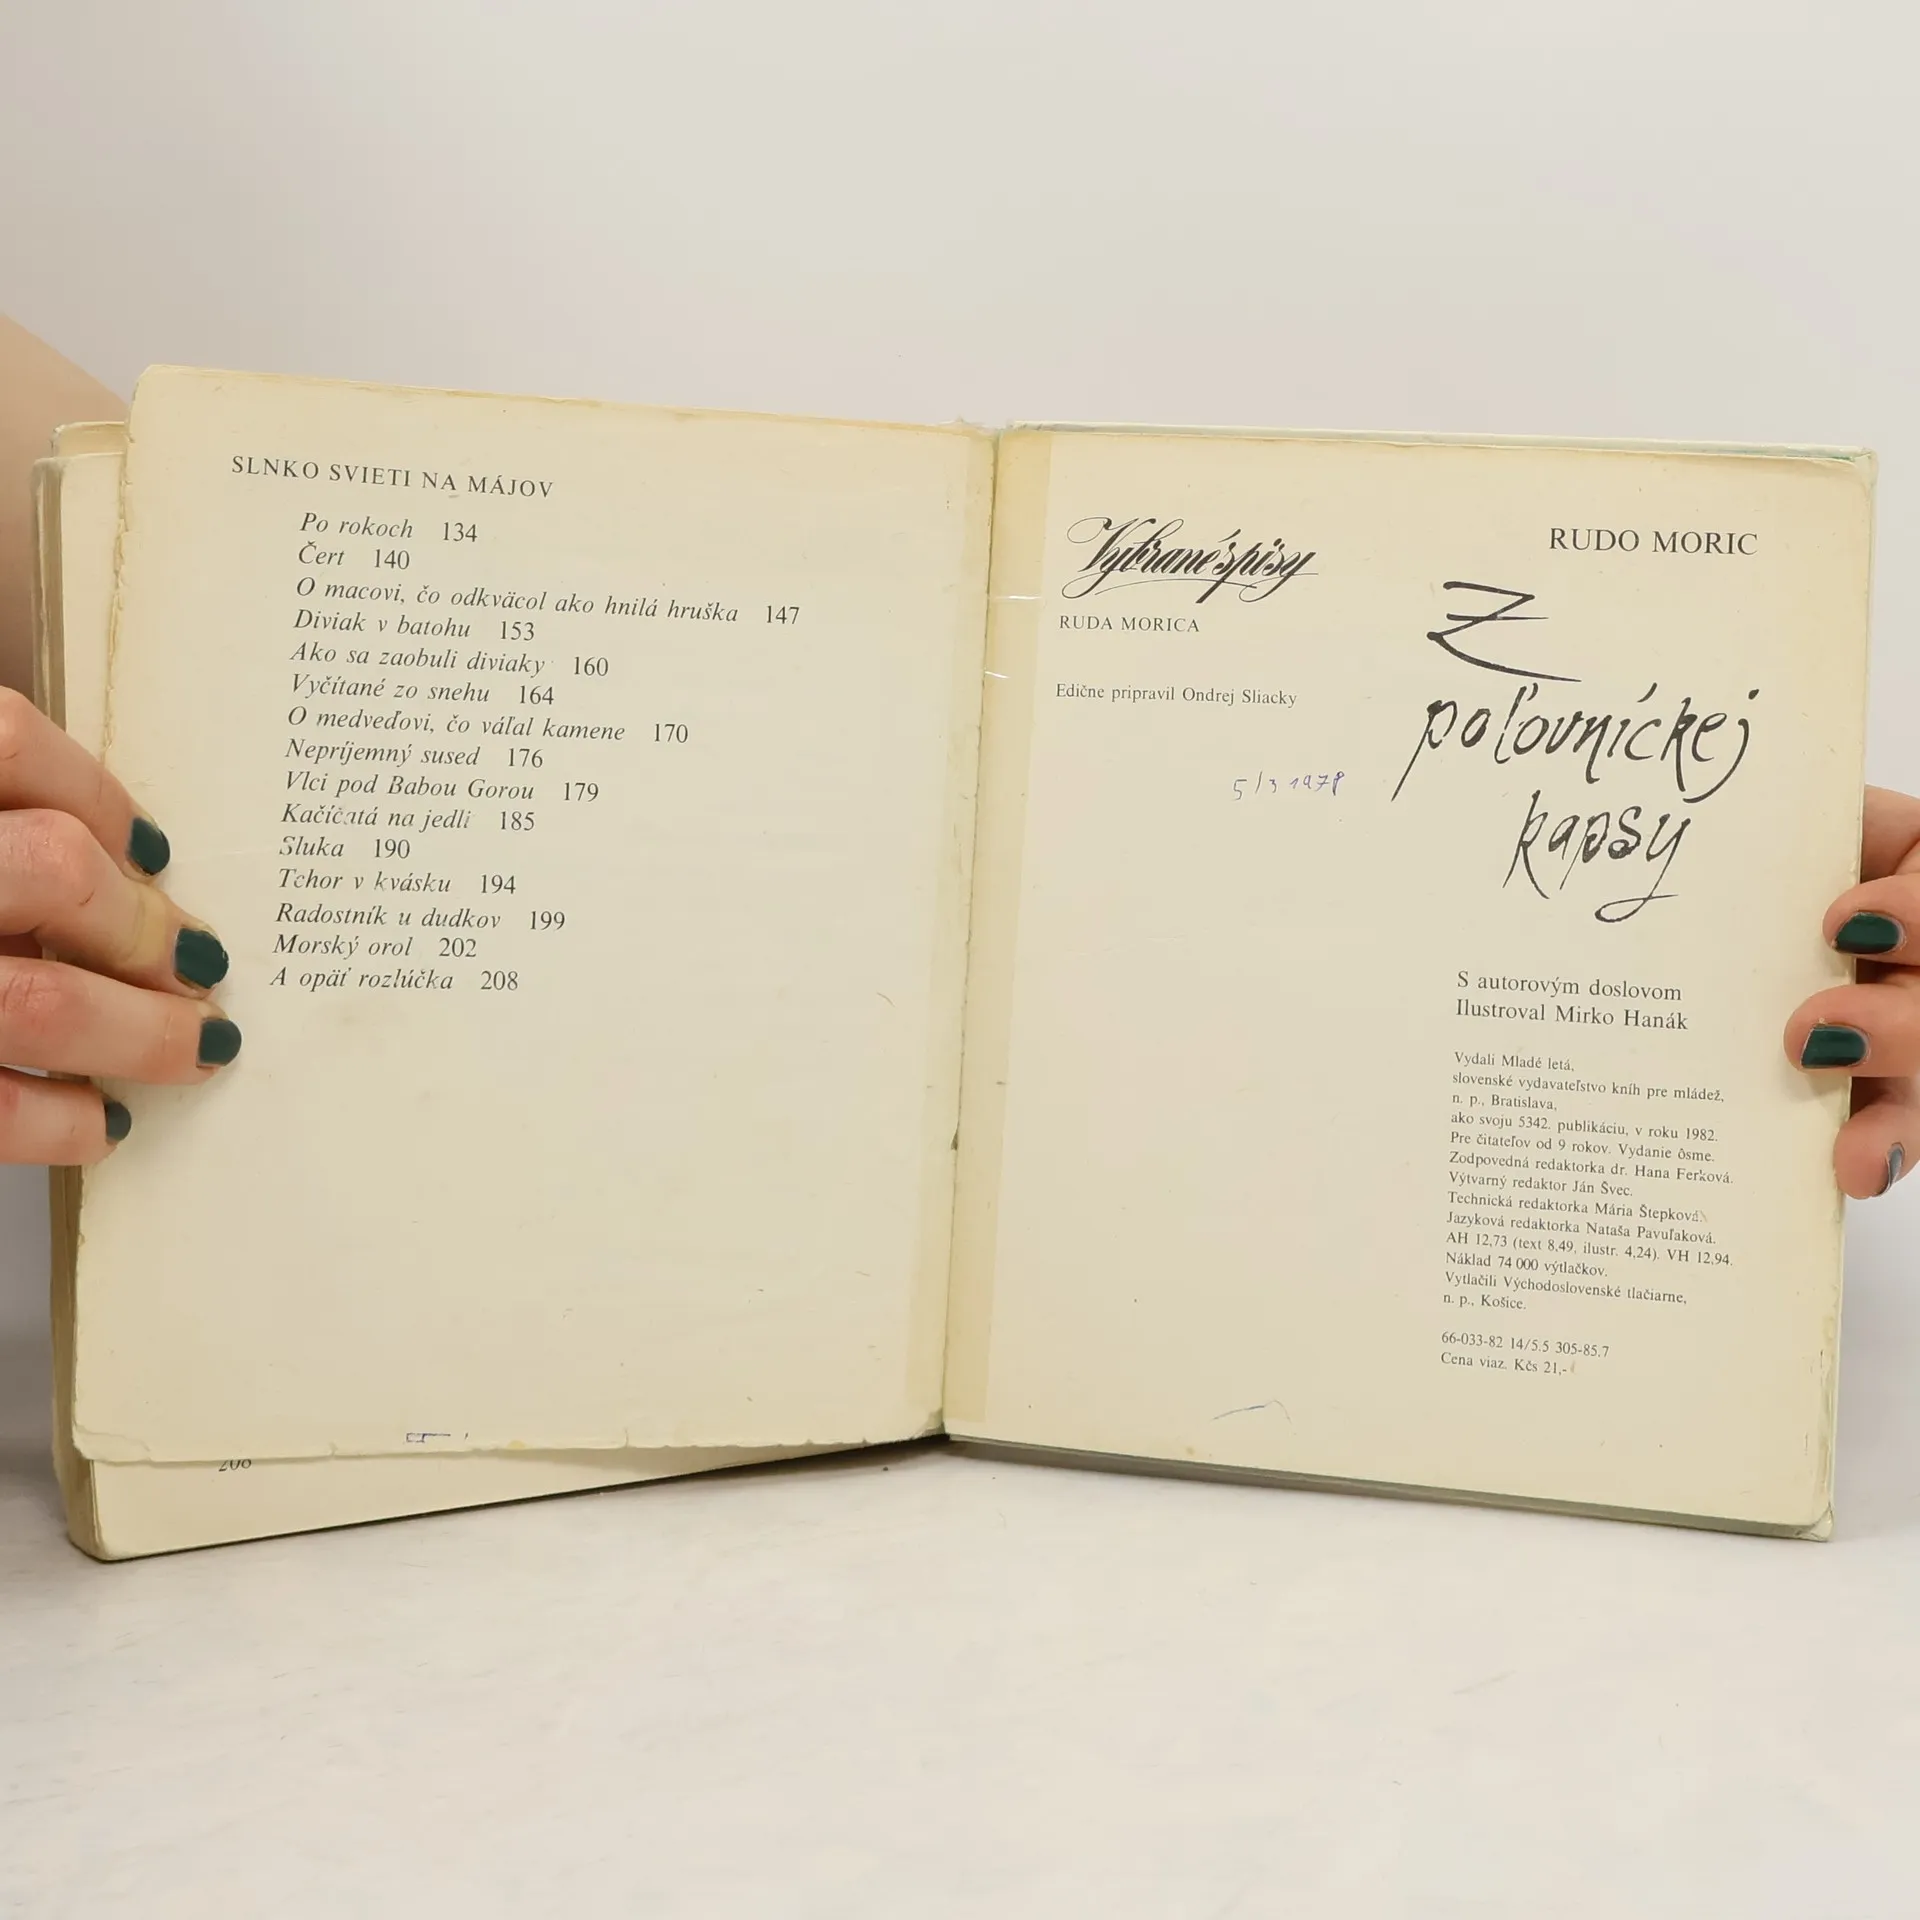 SLNKO SVIETI NA MÁJOV
Po rokoch 134
Čert 140
O macovi, čo odkväcol ako hnilá hruška 147
Diviak v batohu 153
Ako sa zaobuli diviaky 160
Vyčítané zo snehu 164
O medveďovi, čo váľal kamene 170
Nepríjemný sused 176
Vlci pod Babou Gorou 179
Kačíčatá na jedli 185
Sluka 190
Tchor v kvásku 194
Radostník u dudkov 199
Morský orol 202
A opäť rozlúčka 208
208
Vybrané spisy
RUDA MORICA
Edične pripravil Ondrej Sliacky
5/3 1978
RUDO MORIC
Z
poľovníckej
kapsy
S autorovým doslovom
Ilustroval Mirko Hanák
Vydali Mladé letá,
slovenské vydavateľstvo kníh pre mládež,
n. p., Bratislava,
ako svoju 5342. publikáciu, v roku 1982.
Pre čitateľov od 9 rokov. Vydanie ôsme.
Zodpovedná redaktorka dr. Hana Ferková.
Výtvarný redaktor Ján Švec.
Technická redaktorka Mária Štepková.
Jazyková redaktorka Nataša Pavuľaková.
AH 12,73 (text 8,49, ilustr. 4,24). VH 12,94.
Náklad 74 000 výtlačkov.
Vytlačili Východoslovenské tlačiarne,
n. p., Košice.
66-033-82 14/5.5 305-85.7
Cena viaz. Kčs 21,-